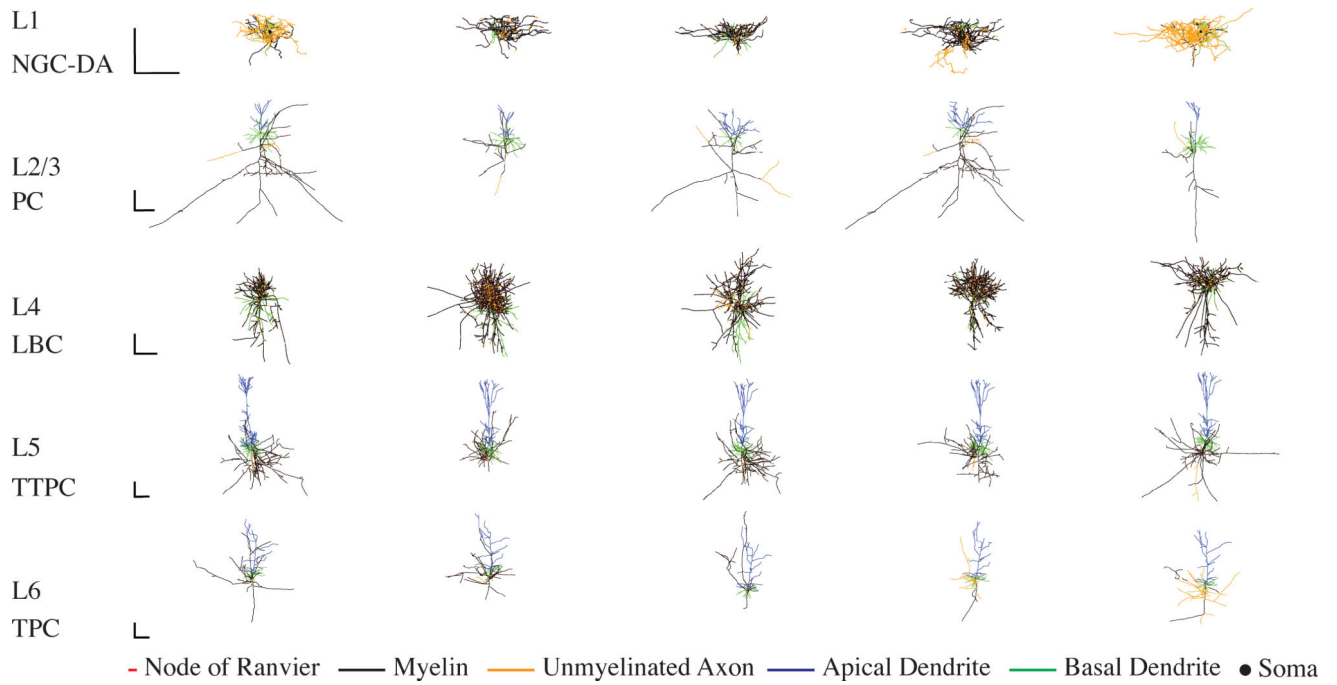 L1
NGC-DA
L2/3
PC
L4
LBC
L5
TTPC
L6
TPC
Node of Ranvier Myelin Unmyelinated Axon Apical Dendrite Basal Dendrite Soma